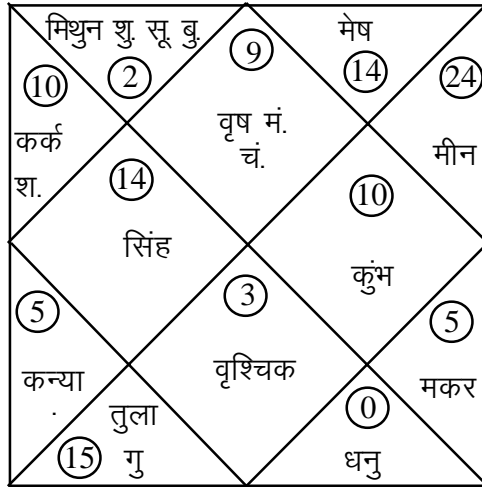 मिथुन शु. सू. बु.
2
9
मेष
14
10
24
कर्क
श.
वृष मं.
चं.
मीन
14
सिंह
10
कुंभ
5
कन्या
.
3
वृश्चिक
5
मकर
तुला
गु
15
0
धनु